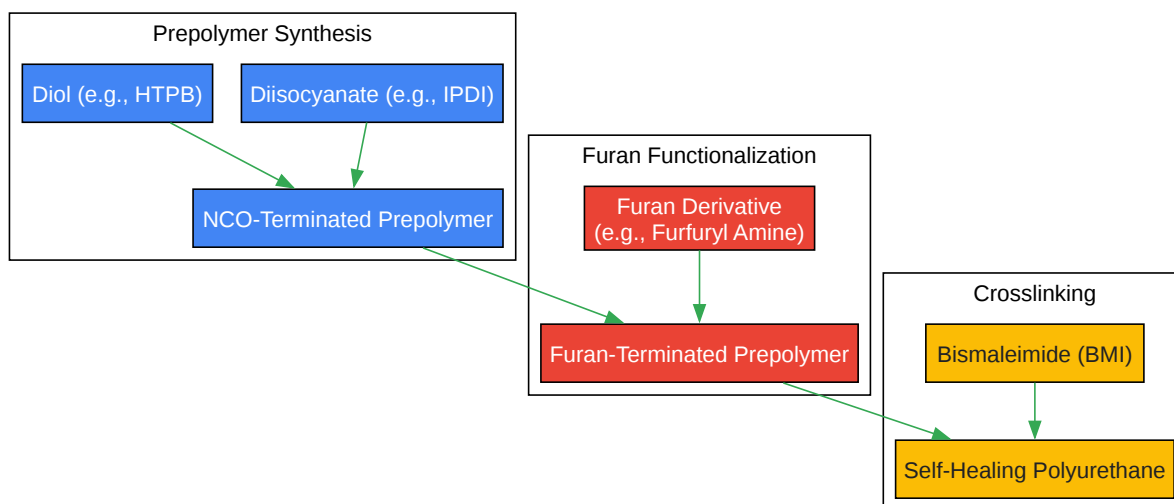 Prepolymer Synthesis
Diol (e.g., HTPB)
Diisocyanate (e.g., IPDI)
NCO-Terminated Prepolymer
Furan Functionalization
Furan Derivative
(e.g., Furfuryl Amine)
Furan-Terminated Prepolymer
Crosslinking
Bismaleimide (BMI)
Self-Healing Polyurethane